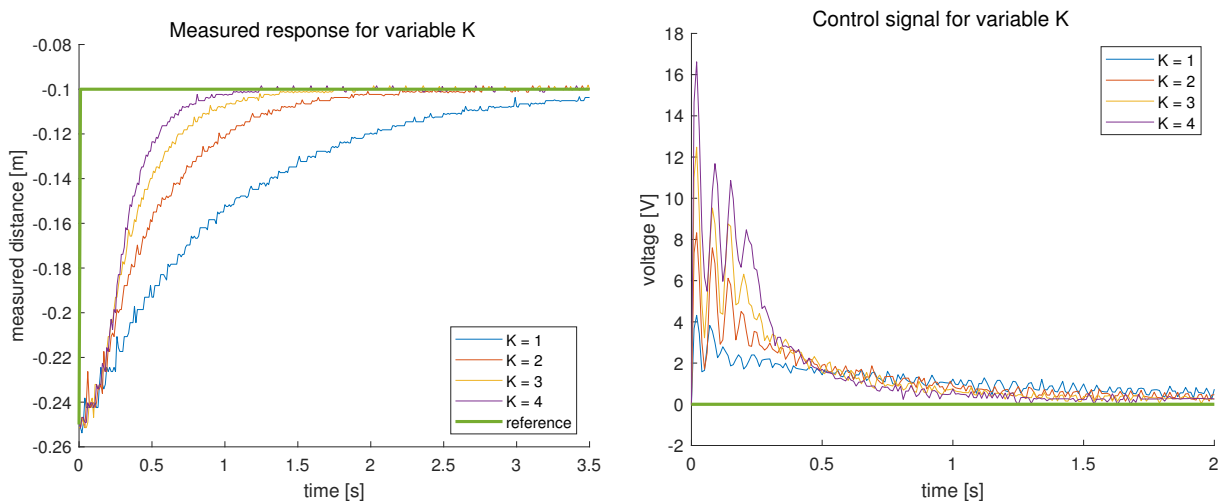 Measured response for variable K
measured distance [m]
-0.08
-0.1
-0.12
-0.14
-0.16
-0.18
-0.2
-0.22
-0.24
-0.26
0
0.5
1
1.5
2
2.5
3
3.5
time [s]
K = 1
K = 2
K = 3
K = 4
reference
Control signal for variable K
voltage [V]
18
16
14
12
10
8
6
4
2
0
-2
0
0.5
1
1.5
2
time [s]
K = 1
K = 2
K = 3
K = 4